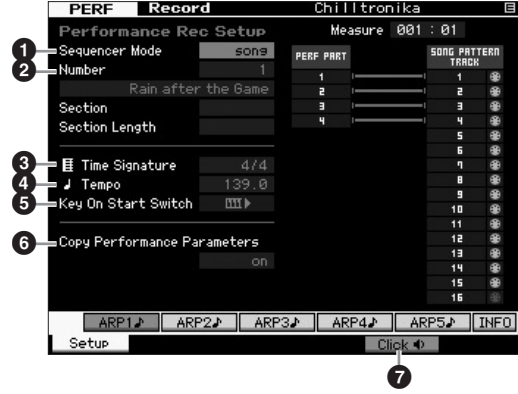 PERF Record Chilltronika
Performance Rec Setup
Measure 001 : 01
1 Sequencer Mode song
2 Number 1
Rain after the Game
Section
Section Length
3 Time Signature 4/4
4 Tempo 139.0
5 Key On Start Switch
6 Copy Performance Parameters
on
PERF PART
SONG PATTERN TRACK
1 1
2 2
3 3
4 4
5
6
7
8
9
10
11
12
13
14
15
16
ARP1 ARP2 ARP3 ARP4 ARP5 INFO
Setup Click
7